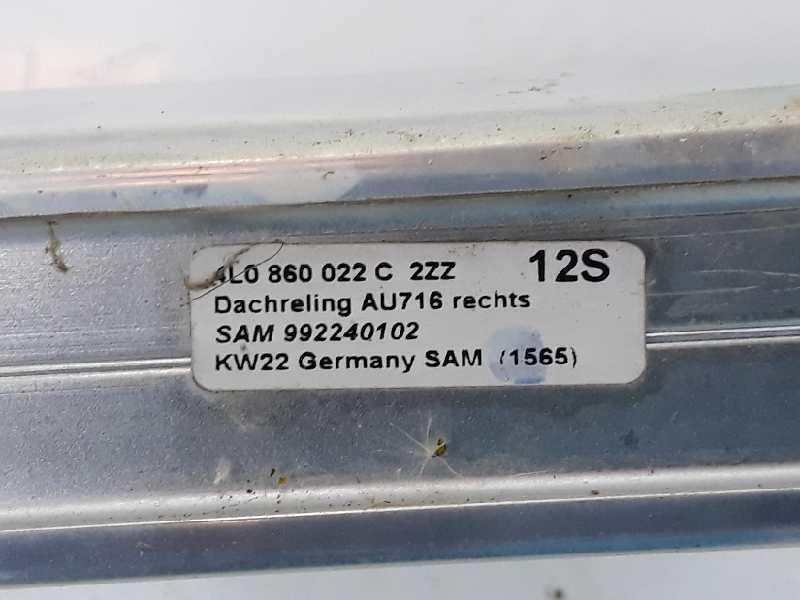 4L0 860 022 C 2ZZ 12S
Dachreling AU716 rechts
SAM 992240102
KW22 Germany SAM (1565)